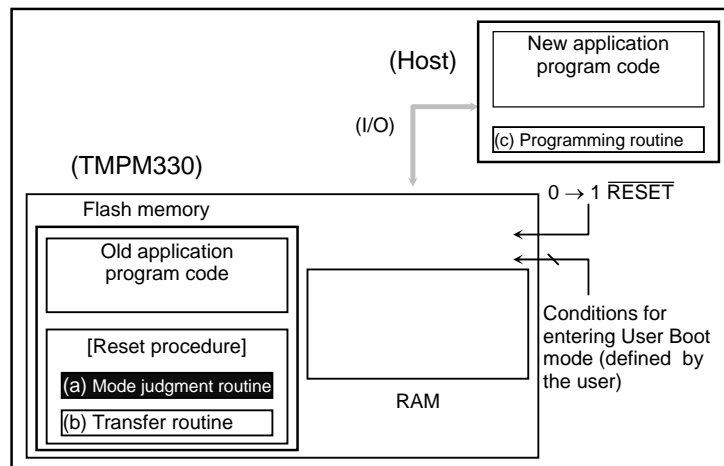 New application
program code
(Host)
(I/O)
(c) Programming routine
(TMPM330)
0 → 1 RESET
Flash memory
Old application
program code
Conditions for
entering User Boot
mode (defined by
the user)
[Reset procedure]
(a) Mode judgment routine
RAM
(b) Transfer routine